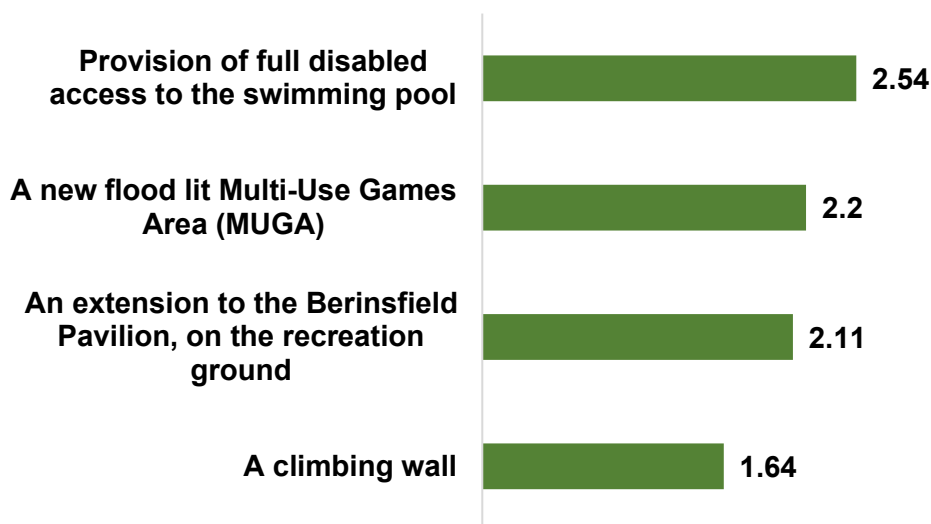 Provision of full disabled
access to the swimming pool
2.54
A new flood lit Multi-Use Games
Area (MUGA)
2.2
An extension to the Berinsfield
Pavilion, on the recreation
ground
2.11
A climbing wall
1.64